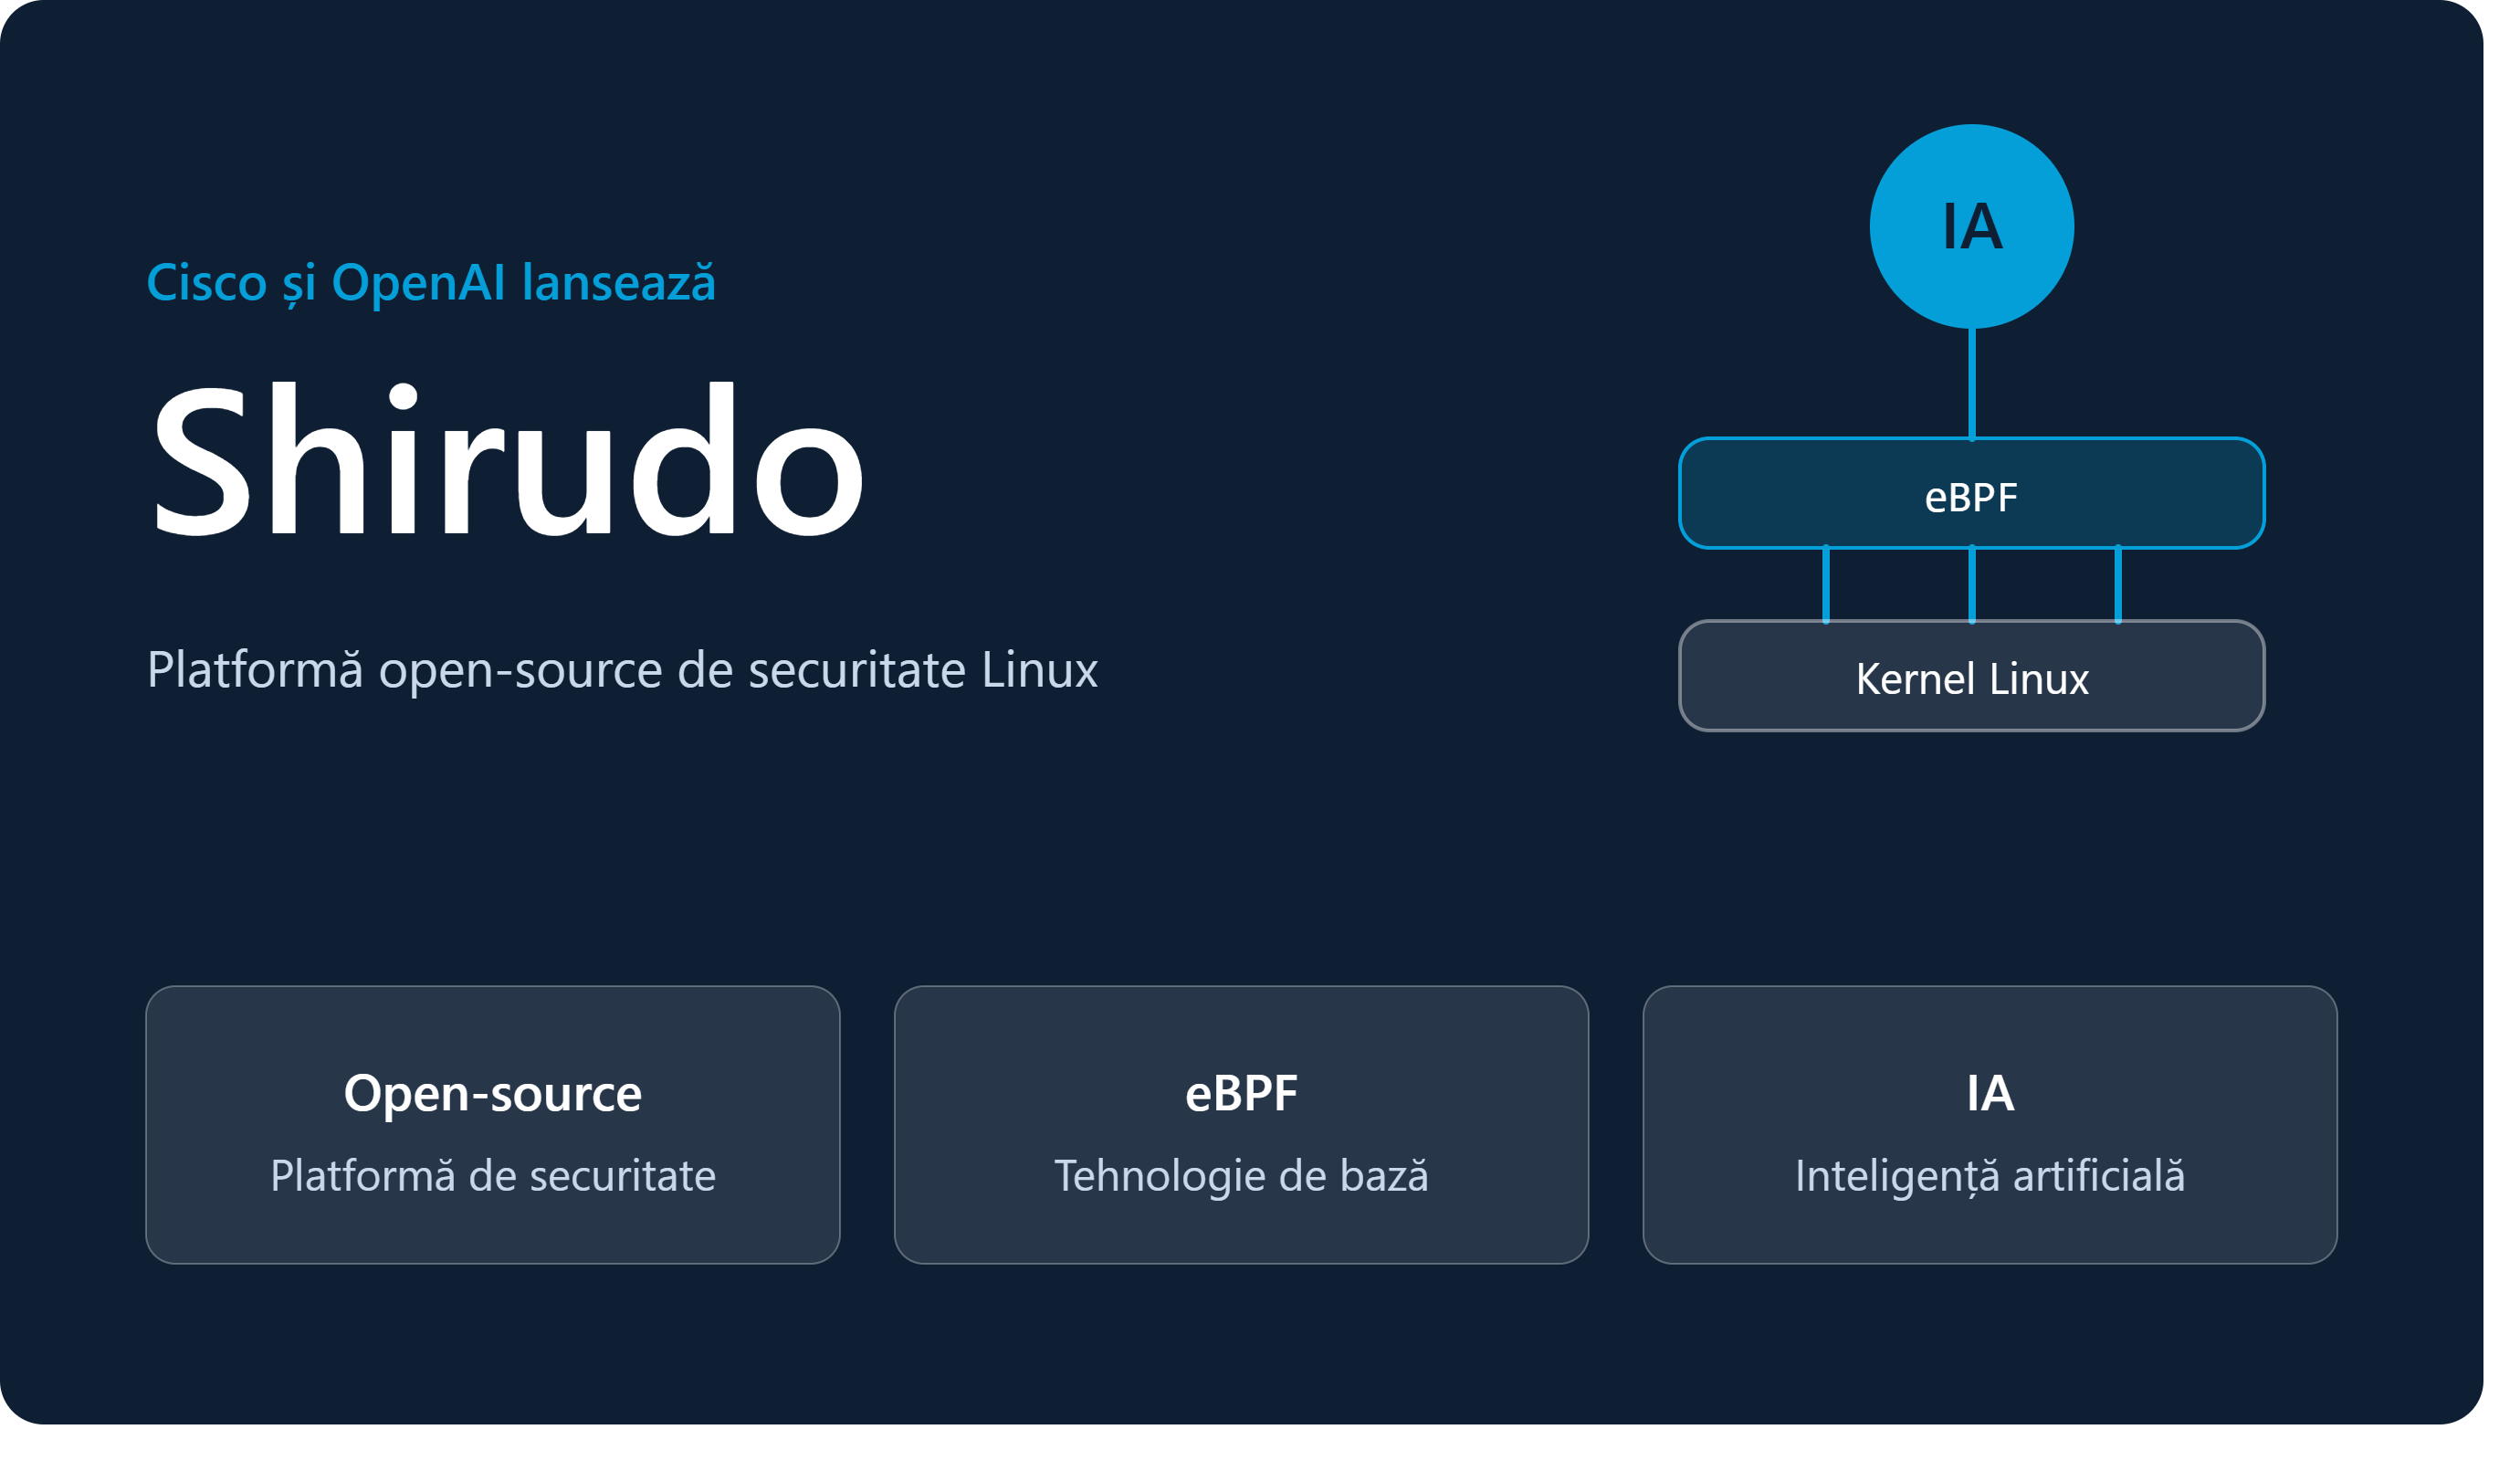 Cisco și OpenAI lansează
Shirudo
Platformă open-source de securitate Linux
IA
eBPF
Kernel Linux
Open-source
Platformă de securitate
eBPF
Tehnologie de bază
IA
Inteligență artificială